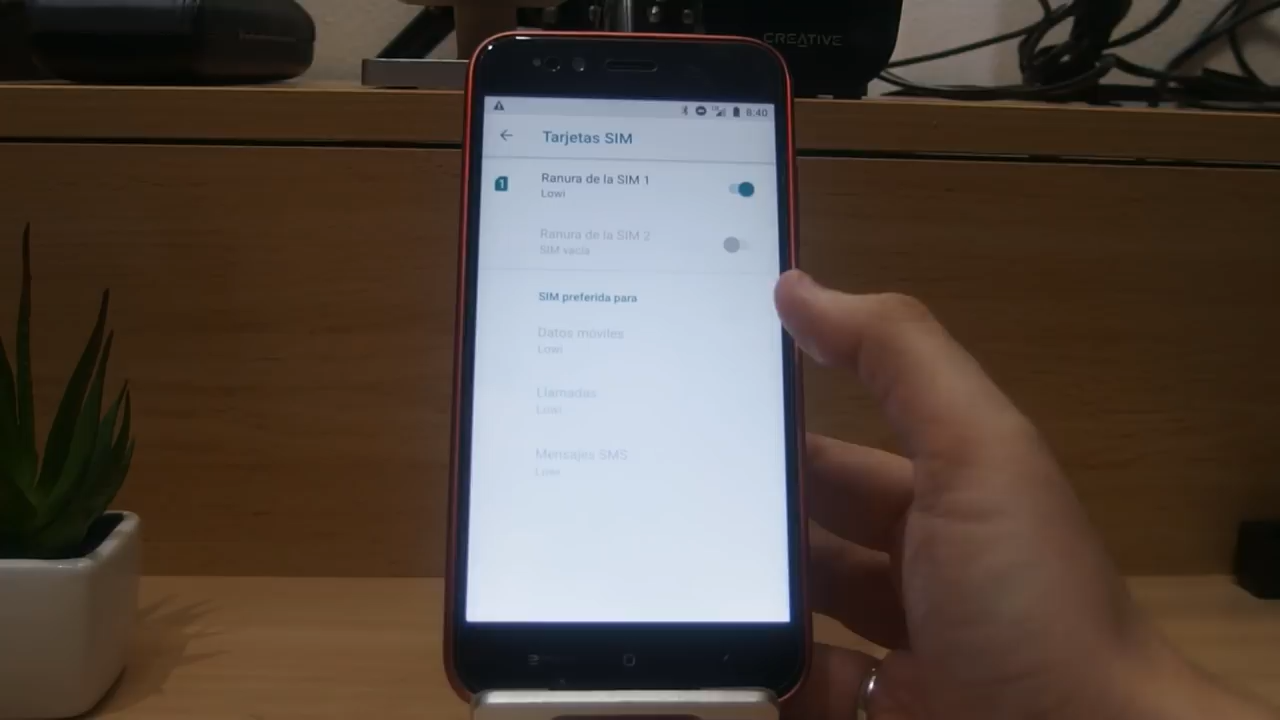 CREATIVE
8:40
Tarjetas SIM
1
Ranura de la SIM 1
Lowi
Ranura de la SIM 2
SIM vacía
SIM preferida para
Datos móviles
Lowi
Llamadas
Lowi
Mensajes SMS
Lowi